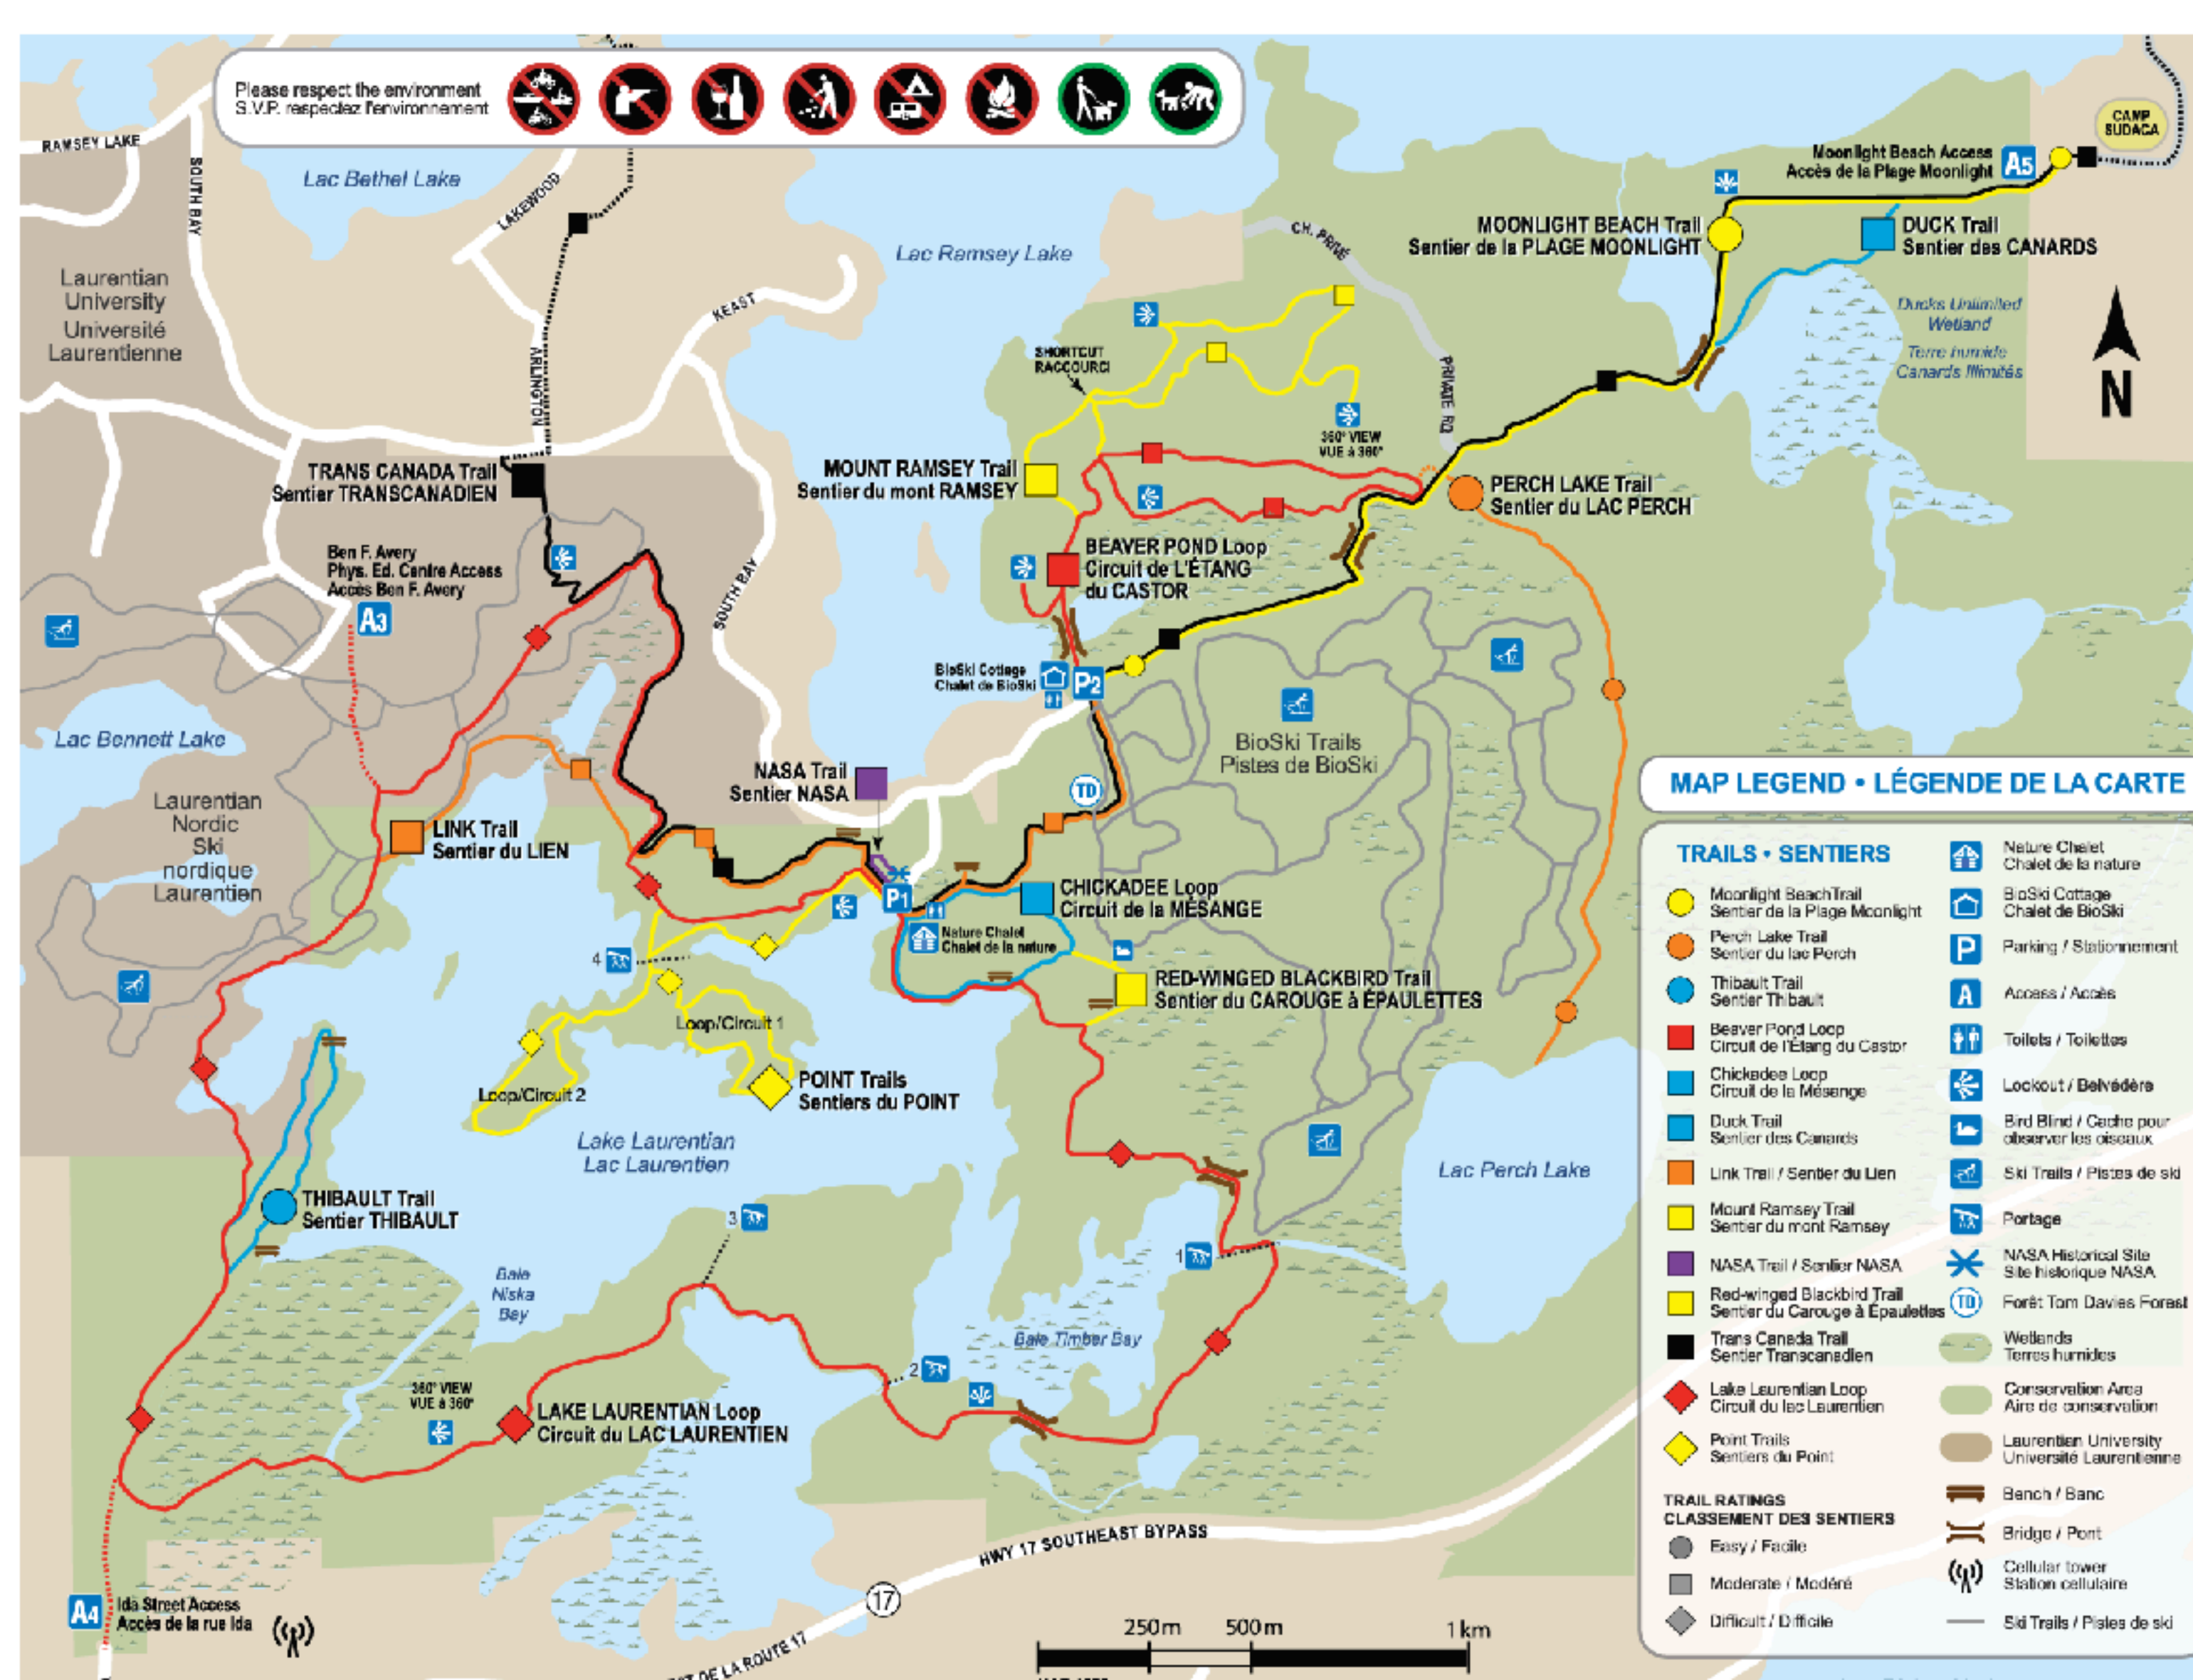 Please respect the environment
S.V.P. respectez l'environnement
RAMSEY LAKE
SOUTH BAY
Lac Bethel Lake
LAKEWOOD
Lac Ramsey Lake
KEAST
ARLINGTON
Laurentian
University
Université
Laurentienne
CH. PRIVÉ
PRIVATE RD
CAMP
SUDACA
Moonlight Beach Access
Accès de la Plage Moonlight
A5
MOONLIGHT BEACH Trail
Sentier de la PLAGE MOONLIGHT
DUCK Trail
Sentier des CANARDS
Ducks Unlimited
Wetland
Terre humide
Canards Illimités
N
SHORTCUT
RACCOURCI
360° VIEW
VUE à 360°
TRANS CANADA Trail
Sentier TRANSCANADIEN
MOUNT RAMSEY Trail
Sentier du mont RAMSEY
PERCH LAKE Trail
Sentier du LAC PERCH
Ben F. Avery
Phys. Ed. Centre Access
Accès Ben F. Avery
A3
BEAVER POND Loop
Circuit de L'ÉTANG
du CASTOR
SOUTH BAY
BioSki Cottage
Chalet de BioSki
P2
Lac Bennett Lake
BioSki Trails
Pistes de BioSki
NASA Trail
Sentier NASA
TD
Laurentian
Nordic
Ski
nordique
Laurentien
LINK Trail
Sentier du LIEN
P1
CHICKADEE Loop
Circuit de la MÉSANGE
Nature Chalet
Chalet de la nature
4
RED-WINGED BLACKBIRD Trail
Sentier du CAROUGE à ÉPAULETTES
Loop/Circuit 1
Loop/Circuit 2
POINT Trails
Sentiers du POINT
Lake Laurentian
Lac Laurentien
Lac Perch Lake
THIBAULT Trail
Sentier THIBAULT
3
1
Baie
Niska
Bay
Baie Timber Bay
2
360° VIEW
VUE à 360°
LAKE LAURENTIAN Loop
Circuit du LAC LAURENTIEN
HWY 17 SOUTHEAST BYPASS
17
DE LA ROUTE 17
A4
Ida Street Access
Accès de la rue Ida
250m 500m 1km
MAP LEGEND • LÉGENDE DE LA CARTE
TRAILS • SENTIERS
Moonlight BeachTrail
Sentier de la Plage Moonlight
Perch Lake Trail
Sentier du lac Perch
Thibault Trail
Sentier Thibault
Beaver Pond Loop
Circuit de l'Étang du Castor
Chickadee Loop
Circuit de la Mésange
Duck Trail
Sentier des Canards
Link Trail / Sentier du Lien
Mount Ramsey Trail
Sentier du mont Ramsey
NASA Trail / Sentier NASA
Red-winged Blackbird Trail
Sentier du Carouge à Épaulettes
Trans Canada Trail
Sentier Transcanadien
Lake Laurentian Loop
Circuit du lac Laurentien
Point Trails
Sentiers du Point
TRAIL RATINGS
CLASSEMENT DES SENTIERS
Easy / Facile
Moderate / Modéré
Difficult / Difficile
Nature Chalet
Chalet de la nature
BioSki Cottage
Chalet de BioSki
P
Parking / Stationnement
A
Access / Accès
Toilets / Toilettes
Lookout / Belvédère
Bird Blind / Cache pour
observer les oiseaux
Ski Trails / Pistes de ski
Portage
NASA Historical Site
Site historique NASA
TD
Forêt Tom Davies Forest
Wetlands
Terres humides
Conservation Area
Aire de conservation
Laurentian University
Université Laurentienne
Bench / Banc
Bridge / Pont
Cellular tower
Station cellulaire
Ski Trails / Pistes de ski